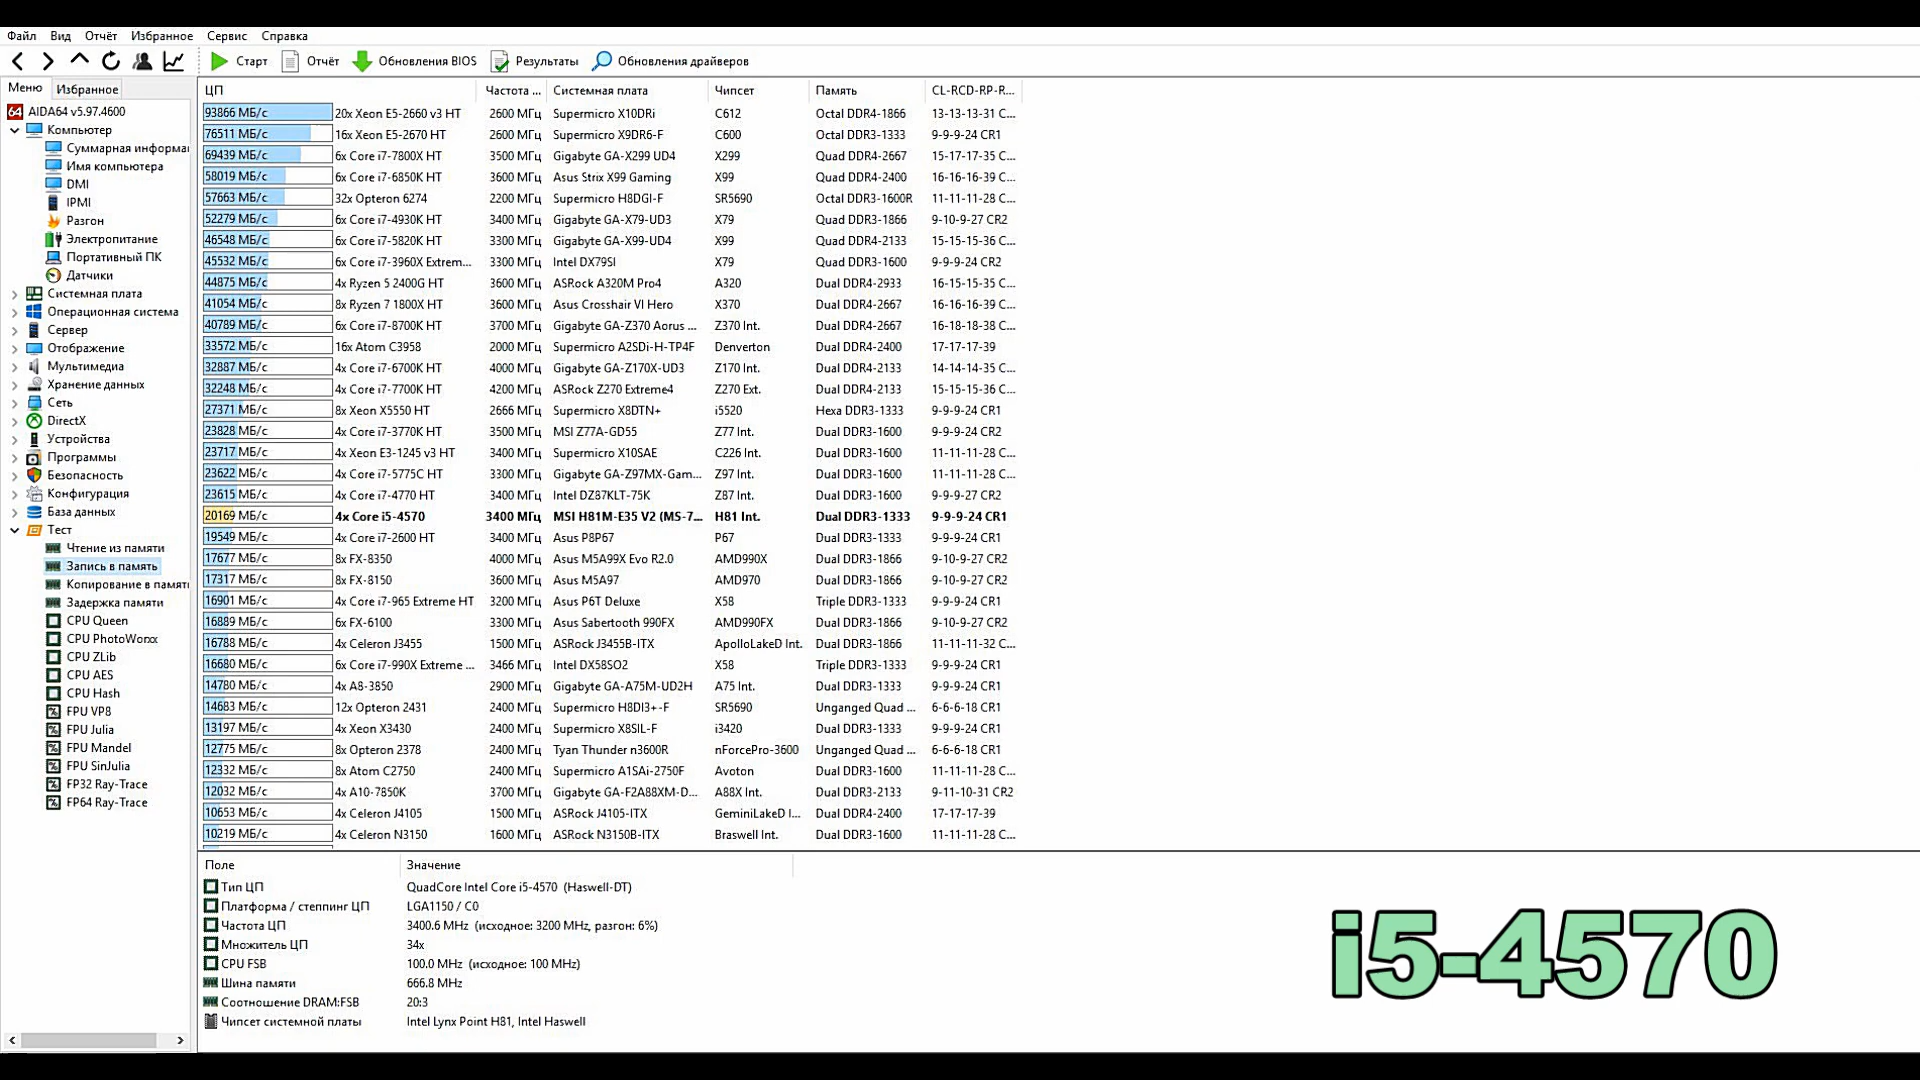 Файл Вид Отчёт Избранное Сервис Справка
Старт Отчёт Обновления BIOS Результаты Обновления драйверов
Меню Избранное
64 AIDA64 v5.97.4600
Компьютер
Суммарная информа
Имя компьютера
DMI
IPMI
Разгон
Электропитание
Портативный ПК
Датчики
Системная плата
Операционная система
Сервер
Отображение
Мультимедиа
Хранение данных
Сеть
DirectX
Устройства
Программы
Безопасность
Конфигурация
База данных
Тест
Чтение из памяти
Запись в память
Копирование в памят
Задержка памяти
CPU Queen
CPU PhotoWorxx
CPU ZLib
CPU AES
CPU Hash
FPU VP8
FPU Julia
FPU Mandel
FPU SinJulia
FP32 Ray-Trace
FP64 Ray-Trace
ЦП Частота ... Системная плата Чипсет Память CL-RCD-RP-R...
93866 МБ/с 20x Xeon E5-2660 v3 HT 2600 МГц Supermicro X10DRi C612 Octal DDR4-1866 13-13-13-31 C...
76511 МБ/с 16x Xeon E5-2670 HT 2600 МГц Supermicro X9DR6-F C600 Octal DDR3-1333 9-9-9-24 CR1
69439 МБ/с 6x Core i7-7800X HT 3500 МГц Gigabyte GA-X299 UD4 X299 Quad DDR4-2667 15-17-17-35 C...
58019 МБ/с 6x Core i7-6850K HT 3600 МГц Asus Strix X99 Gaming X99 Quad DDR4-2400 16-16-16-39 C...
57663 МБ/с 32x Opteron 6274 2200 МГц Supermicro H8DGI-F SR5690 Octal DDR3-1600R 11-11-11-28 C...
52279 МБ/с 6x Core i7-4930K HT 3400 МГц Gigabyte GA-X79-UD3 X79 Quad DDR3-1866 9-10-9-27 CR2
46548 МБ/с 6x Core i7-5820K HT 3300 МГц Gigabyte GA-X99-UD4 X99 Quad DDR4-2133 15-15-15-36 C...
45532 МБ/с 6x Core i7-3960X Extrem... 3300 МГц Intel DX79SI X79 Quad DDR3-1600 9-9-9-24 CR2
44875 МБ/с 4x Ryzen 5 2400G HT 3600 МГц ASRock A320M Pro4 A320 Dual DDR4-2933 16-15-15-35 C...
41054 МБ/с 8x Ryzen 7 1800X HT 3600 МГц Asus Crosshair VI Hero X370 Dual DDR4-2667 16-16-16-39 C...
40789 МБ/с 6x Core i7-8700K HT 3700 МГц Gigabyte GA-Z370 Aorus ... Z370 Int. Dual DDR4-2667 16-18-18-38 C...
33572 МБ/с 16x Atom C3958 2000 МГц Supermicro A2SDi-H-TP4F Denverton Dual DDR4-2400 17-17-17-39
32887 МБ/с 4x Core i7-6700K HT 4000 МГц Gigabyte GA-Z170X-UD3 Z170 Int. Dual DDR4-2133 14-14-14-35 C...
32248 МБ/с 4x Core i7-7700K HT 4200 МГц ASRock Z270 Extreme4 Z270 Ext. Dual DDR4-2133 15-15-15-36 C...
27371 МБ/с 8x Xeon X5550 HT 2666 МГц Supermicro X8DTN+ i5520 Hexa DDR3-1333 9-9-9-24 CR1
23828 МБ/с 4x Core i7-3770K HT 3500 МГц MSI Z77A-GD55 Z77 Int. Dual DDR3-1600 9-9-9-24 CR2
23717 МБ/с 4x Xeon E3-1245 v3 HT 3400 МГц Supermicro X10SAE C226 Int. Dual DDR3-1600 11-11-11-28 C...
23622 МБ/с 4x Core i7-5775C HT 3300 МГц Gigabyte GA-Z97MX-Gam... Z97 Int. Dual DDR3-1600 11-11-11-28 C...
23615 МБ/с 4x Core i7-4770 HT 3400 МГц Intel DZ87KLT-75K Z87 Int. Dual DDR3-1600 9-9-9-27 CR2
20169 МБ/с 4x Core i5-4570 3400 МГц MSI H81M-E35 V2 (MS-7... H81 Int. Dual DDR3-1333 9-9-9-24 CR1
19549 МБ/с 4x Core i7-2600 HT 3400 МГц Asus P8P67 P67 Dual DDR3-1333 9-9-9-24 CR1
17677 МБ/с 8x FX-8350 4000 МГц Asus M5A99X Evo R2.0 AMD990X Dual DDR3-1866 9-10-9-27 CR2
17317 МБ/с 8x FX-8150 3600 МГц Asus M5A97 AMD970 Dual DDR3-1866 9-10-9-27 CR2
16901 МБ/с 4x Core i7-965 Extreme HT 3200 МГц Asus P6T Deluxe X58 Triple DDR3-1333 9-9-9-24 CR1
16889 МБ/с 6x FX-6100 3300 МГц Asus Sabertooth 990FX AMD990FX Dual DDR3-1866 9-10-9-27 CR2
16788 МБ/с 4x Celeron J3455 1500 МГц ASRock J3455B-ITX ApolloLakeD Int. Dual DDR3-1866 11-11-11-32 C...
16680 МБ/с 6x Core i7-990X Extreme ... 3466 МГц Intel DX58SO2 X58 Triple DDR3-1333 9-9-9-24 CR1
14780 МБ/с 4x A8-3850 2900 МГц Gigabyte GA-A75M-UD2H A75 Int. Dual DDR3-1333 9-9-9-24 CR1
14683 МБ/с 12x Opteron 2431 2400 МГц Supermicro H8DI3+-F SR5690 Unganged Quad ... 6-6-6-18 CR1
13197 МБ/с 4x Xeon X3430 2400 МГц Supermicro X8SIL-F i3420 Dual DDR3-1333 9-9-9-24 CR1
12775 МБ/с 8x Opteron 2378 2400 МГц Tyan Thunder n3600R nForcePro-3600 Unganged Quad ... 6-6-6-18 CR1
12332 МБ/с 8x Atom C2750 2400 МГц Supermicro A1SAi-2750F Avoton Dual DDR3-1600 11-11-11-28 C...
12032 МБ/с 4x A10-7850K 3700 МГц Gigabyte GA-F2A88XM-D... A88X Int. Dual DDR3-2133 9-11-10-31 CR2
10653 МБ/с 4x Celeron J4105 1500 МГц ASRock J4105-ITX GeminiLakeD I... Dual DDR4-2400 17-17-17-39
10219 МБ/с 4x Celeron N3150 1600 МГц ASRock N3150B-ITX Braswell Int. Dual DDR3-1600 11-11-11-28 C...
Поле Значение
Тип ЦП QuadCore Intel Core i5-4570 (Haswell-DT)
Платформа / степпинг ЦП LGA1150 / C0
Частота ЦП 3400.6 MHz (исходное: 3200 MHz, разгон: 6%)
Множитель ЦП 34x
CPU FSB 100.0 MHz (исходное: 100 MHz)
Шина памяти 666.8 MHz
Соотношение DRAM:FSB 20:3
Чипсет системной платы Intel Lynx Point H81, Intel Haswell
i5-4570